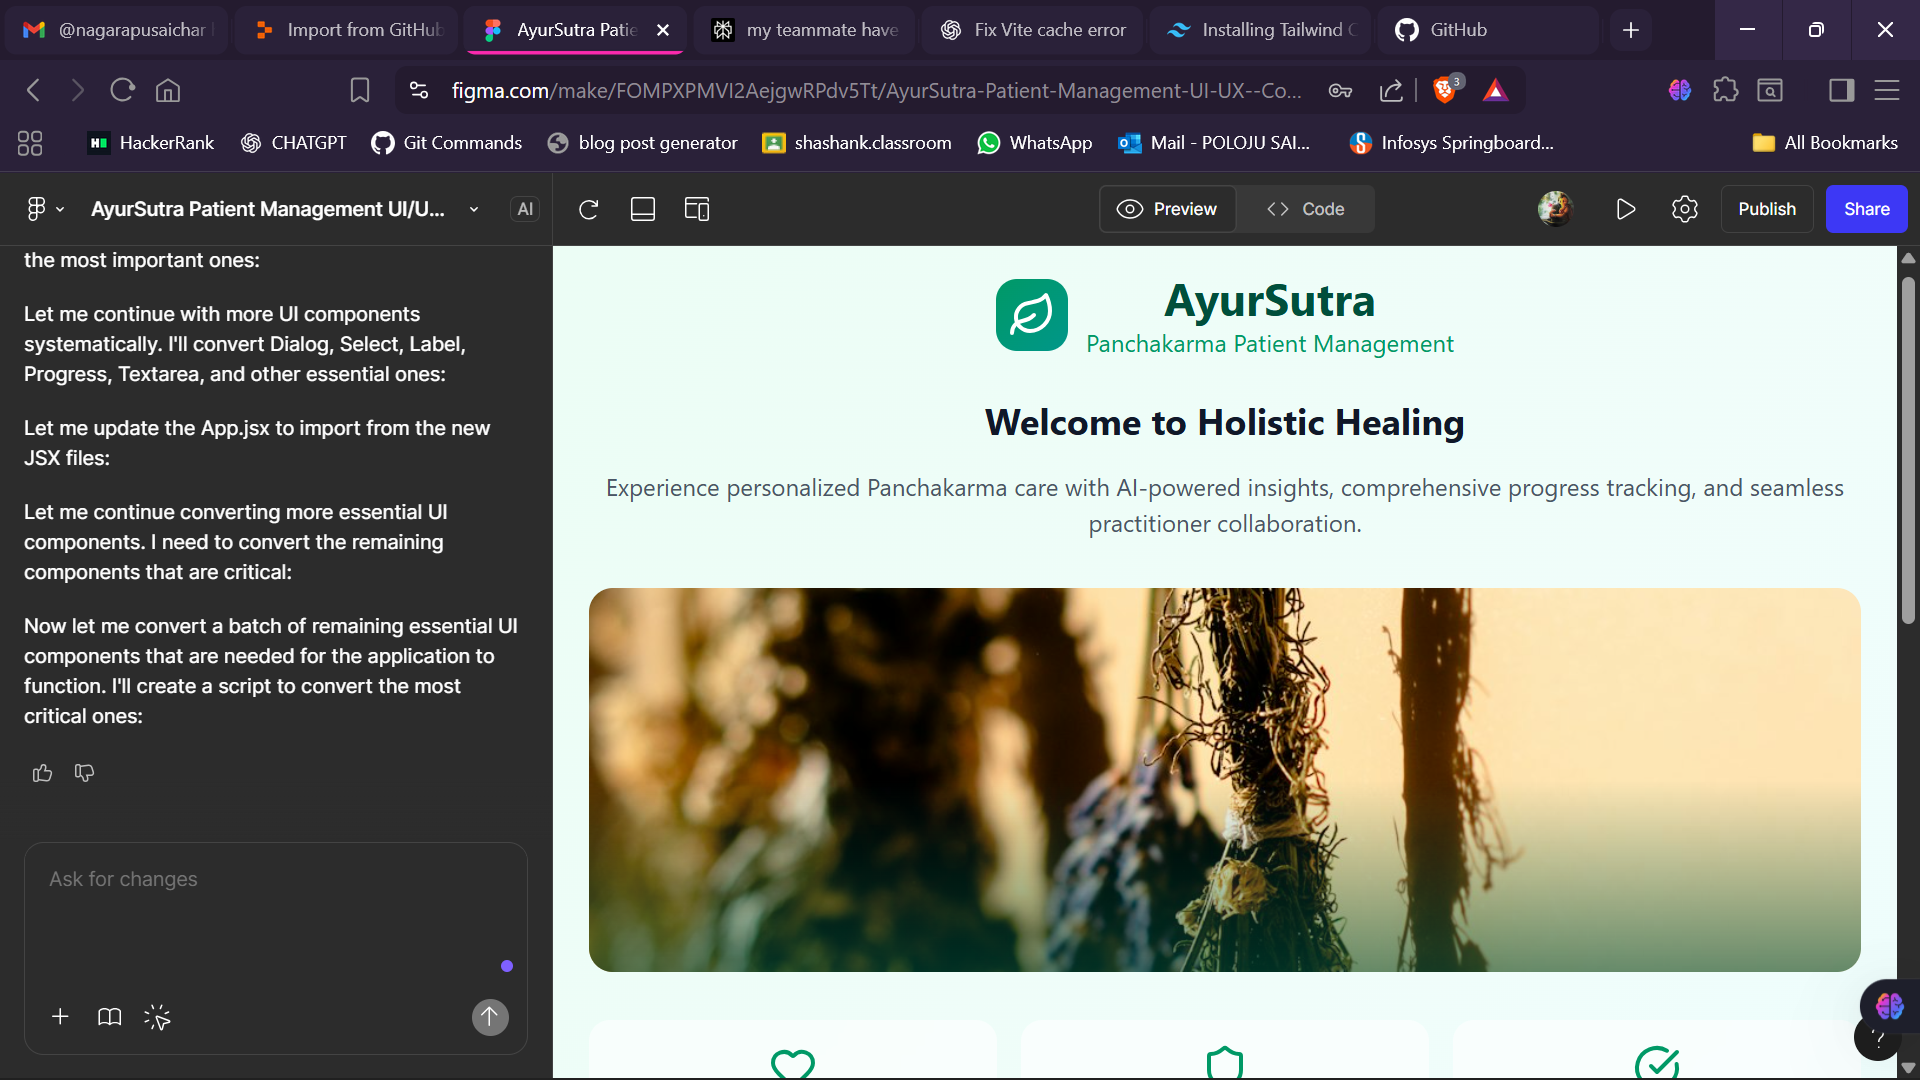 @nagarapusaichar
Import from GitHub
AyurSutra Patie
my teammate have
Fix Vite cache error
Installing Tailwind C
GitHub
figma.com/make/FOMPXPMVI2AejgwRPdv5Tt/AyurSutra-Patient-Management-UI-UX--Co...
3
HackerRank
CHATGPT
Git Commands
blog post generator
shashank.classroom
WhatsApp
Mail - POLOJU SAI...
Infosys Springboard...
All Bookmarks
AyurSutra Patient Management UI/U...
AI
Preview
Code
Publish
Share
the most important ones:
Let me continue with more UI components
systematically. I'll convert Dialog, Select, Label,
Progress, Textarea, and other essential ones:
Let me update the App.jsx to import from the new
JSX files:
Let me continue converting more essential UI
components. I need to convert the remaining
components that are critical:
Now let me convert a batch of remaining essential UI
components that are needed for the application to
function. I'll create a script to convert the most
critical ones:
Ask for changes
AyurSutra
Panchakarma Patient Management
Welcome to Holistic Healing
Experience personalized Panchakarma care with AI-powered insights, comprehensive progress tracking, and seamless
practitioner collaboration.
?